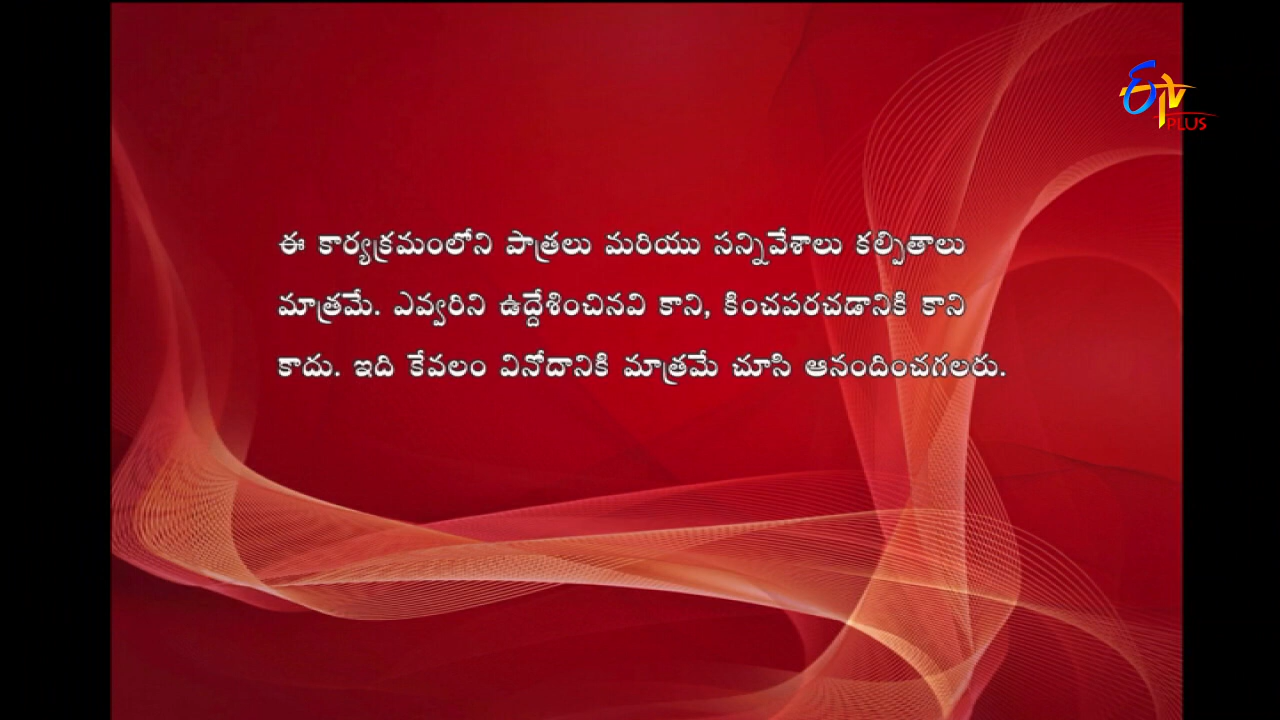 ఈ కార్యక్రమంలోని పాత్రలు మరియు సన్నివేశాలు కల్పితాలు
మాత్రమే. ఎవ్వరిని ఉద్దేశించినవి కాని, కించపరచడానికి కాని
కాదు. ఇది కేవలం వినోదానికి మాత్రమే చూసి ఆనందించగలరు.
ETV
PLUS